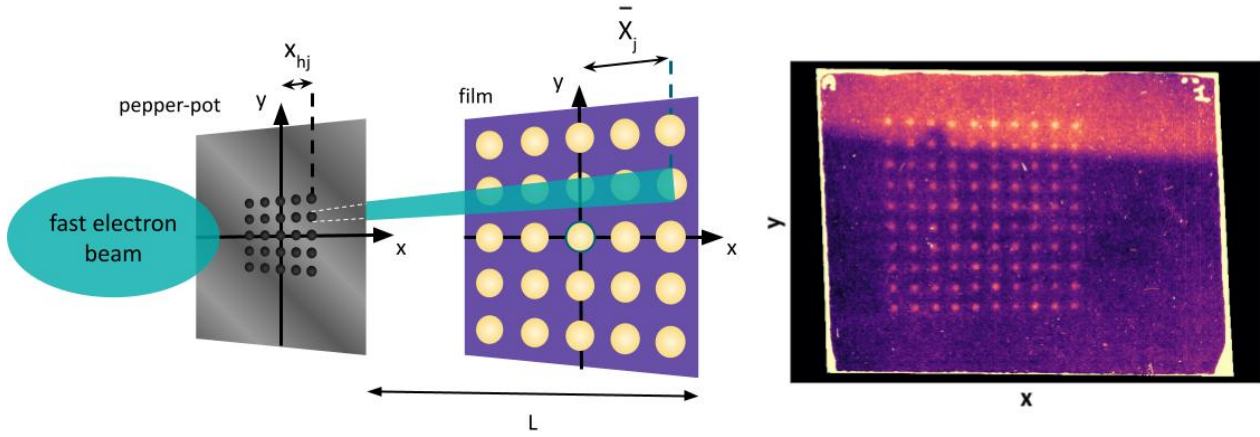 X̄j
xhj
pepper-pot
y
film
y
fast electron
beam
x
x
L
y
x